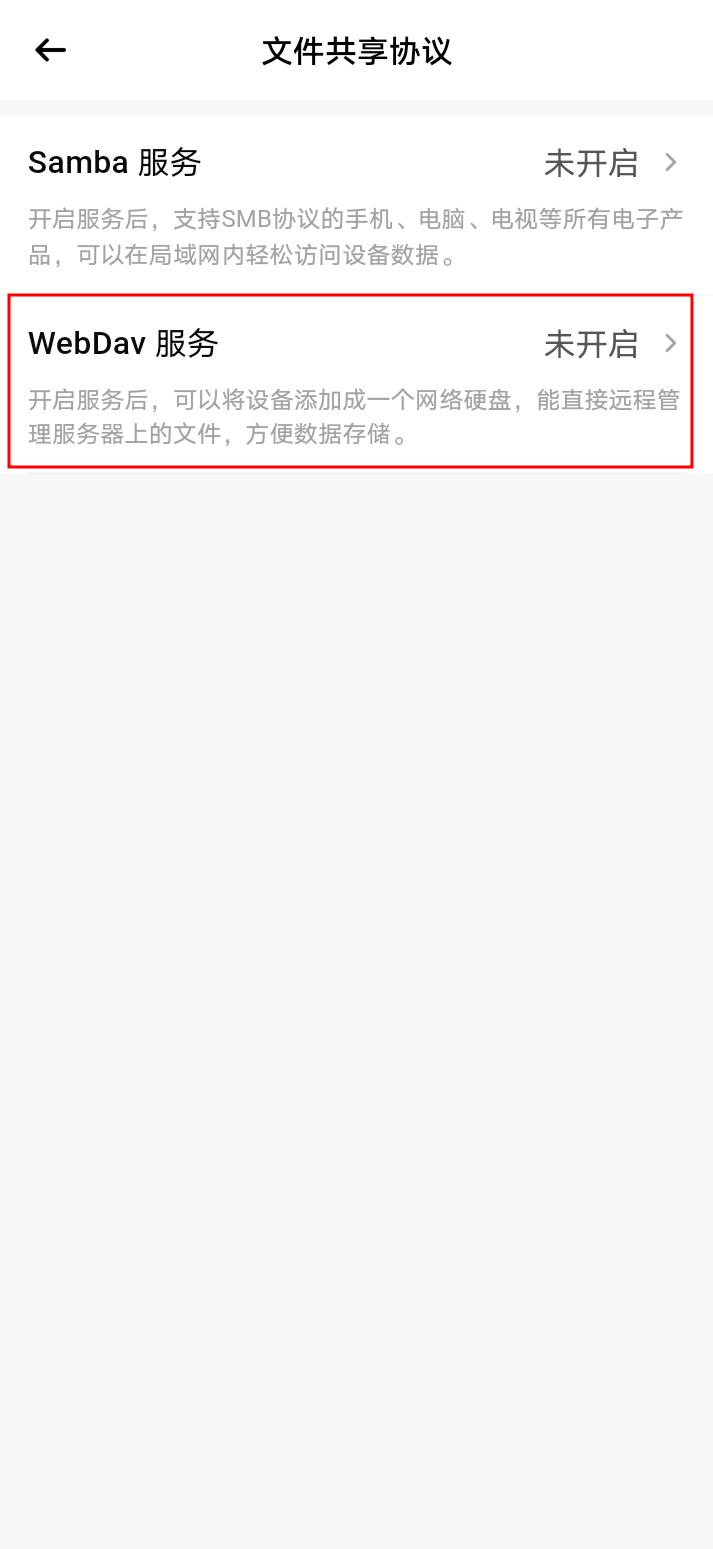 文件共享协议
Samba 服务 未开启
开启服务后，支持SMB协议的手机、电脑、电视等所有电子产
品，可以在局域网内轻松访问设备数据。
WebDav 服务 未开启
开启服务后，可以将设备添加成一个网络硬盘，能直接远程管
理服务器上的文件，方便数据存储。